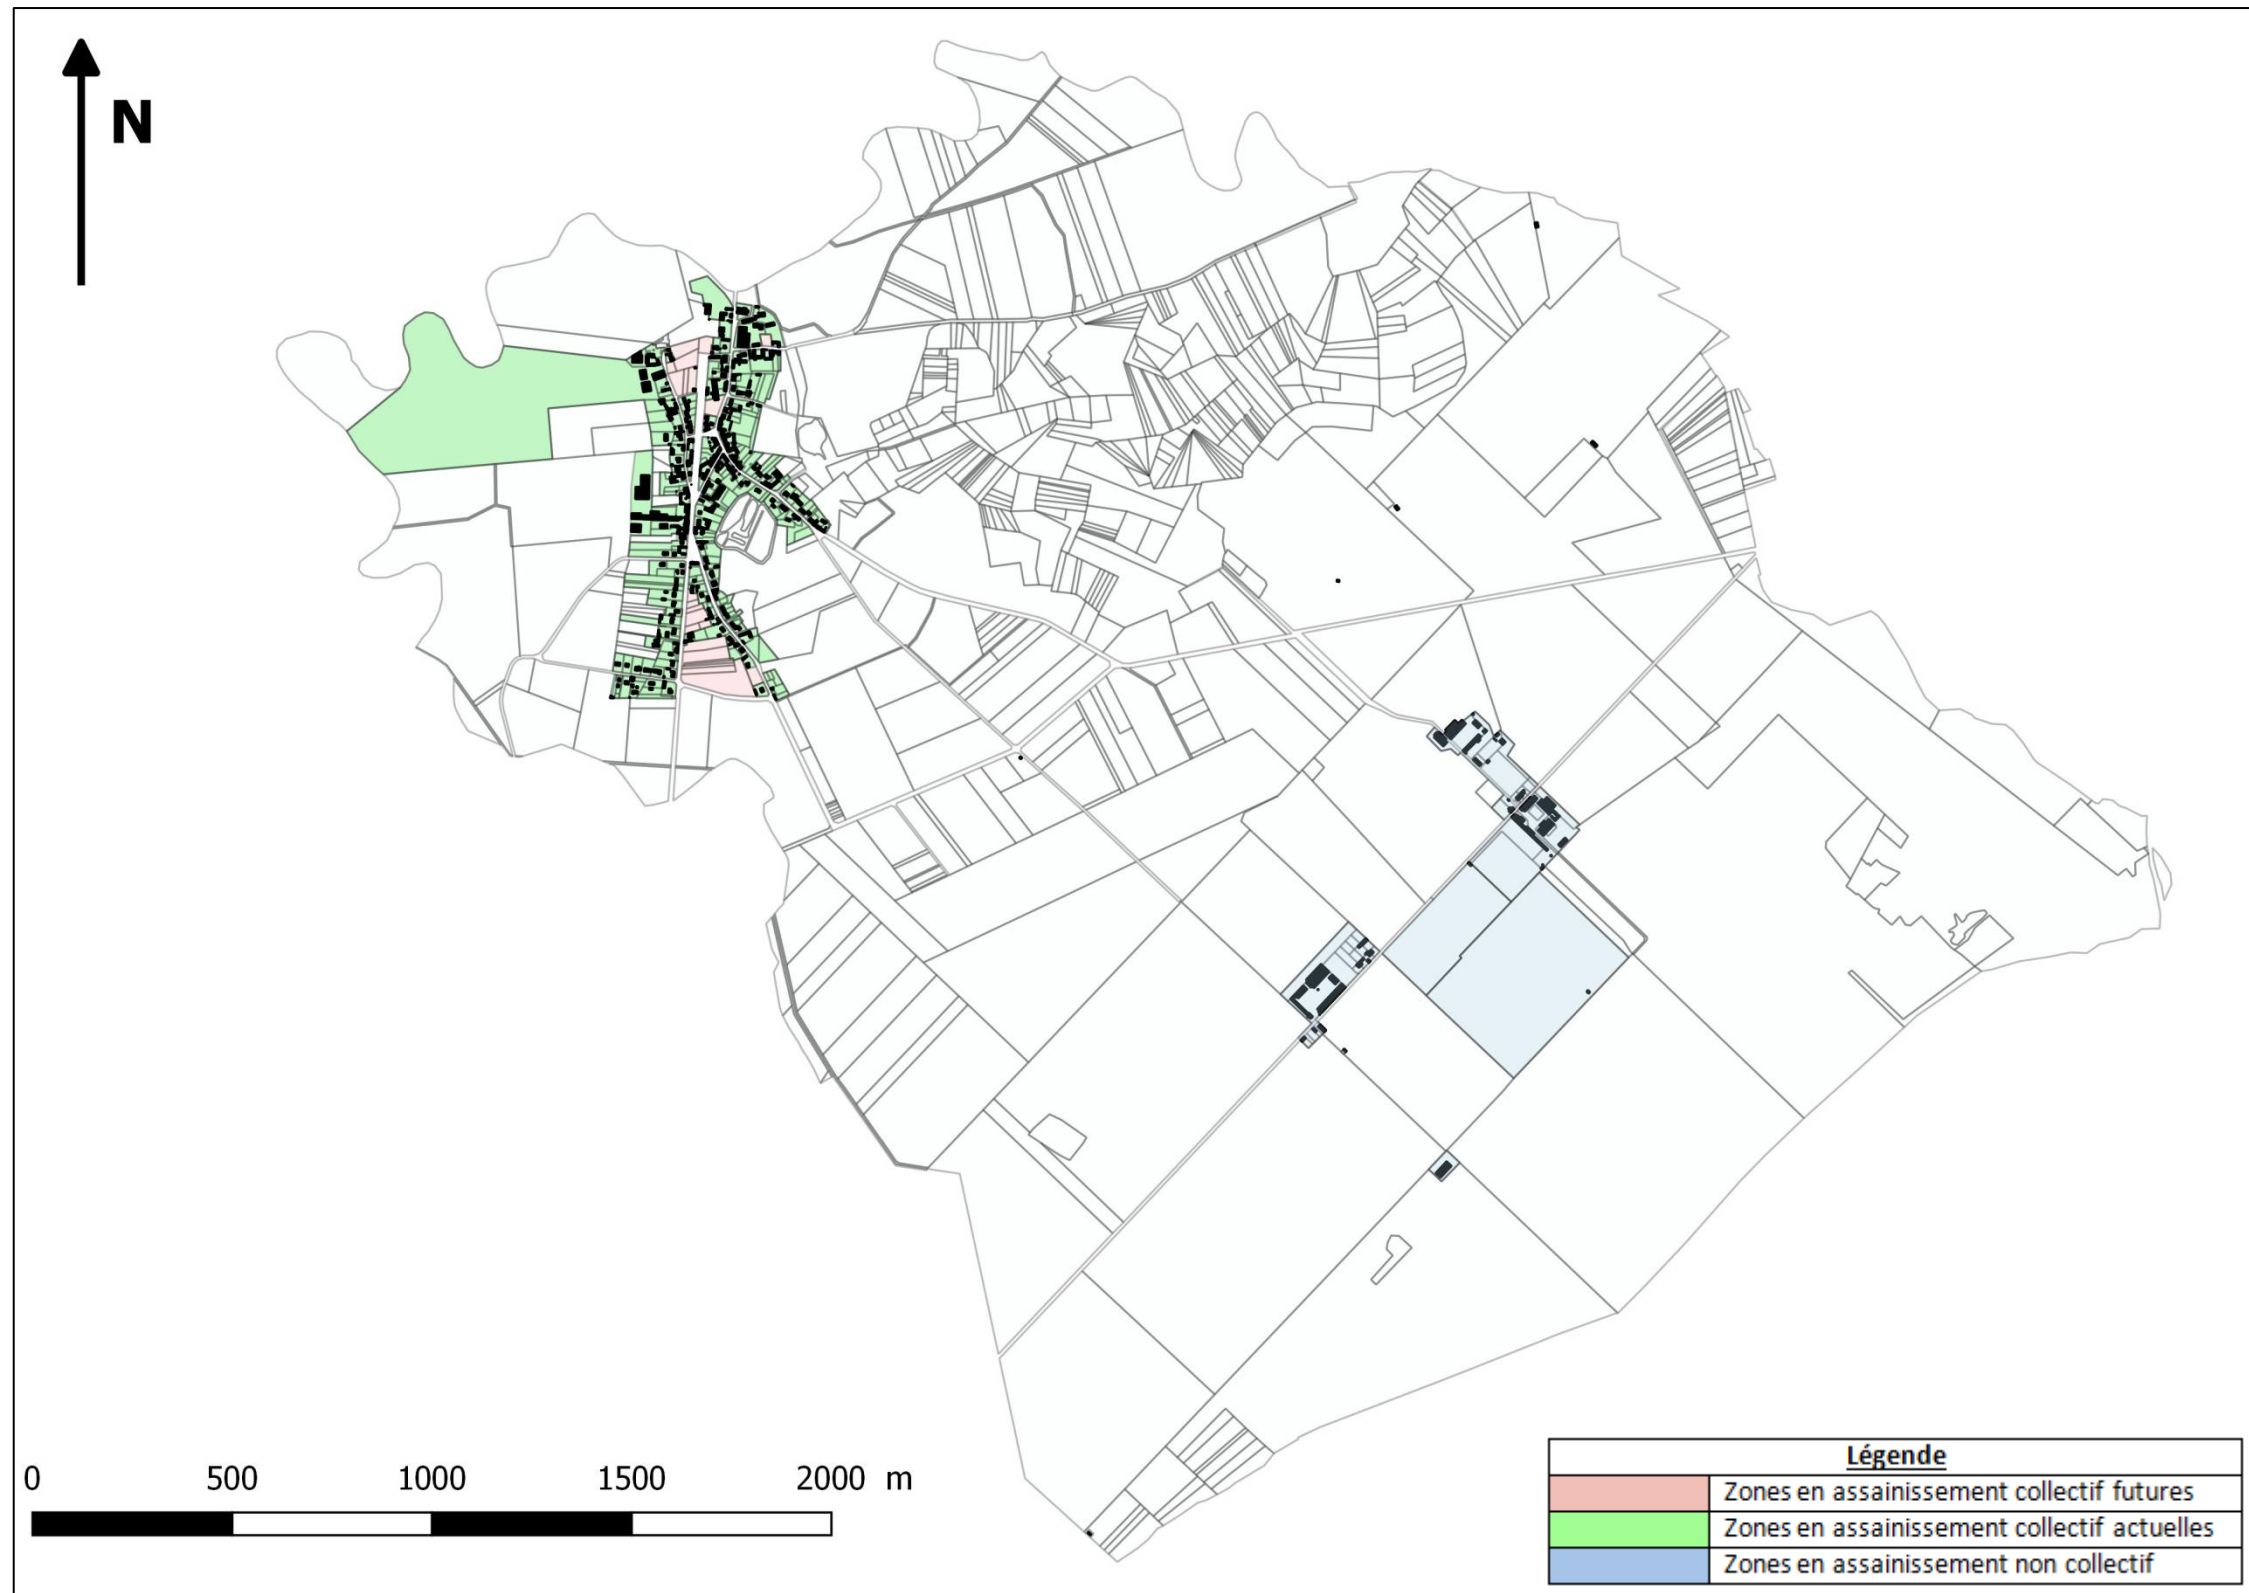 N
0 500 1000 1500 2000 m
Légende
Zones en assainissement collectif futures
Zones en assainissement collectif actuelles
Zones en assainissement non collectif